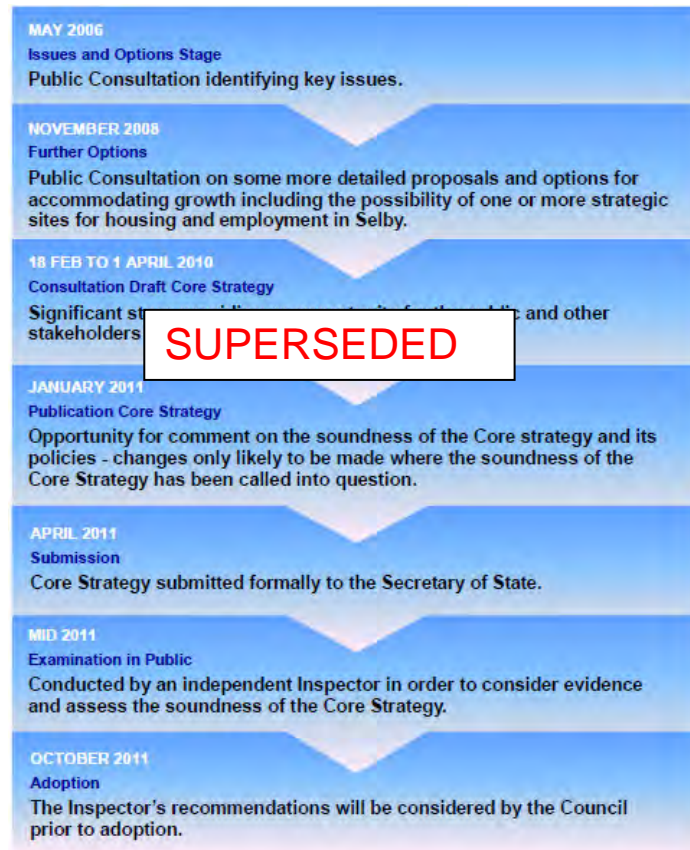 MAY 2006
Issues and Options Stage
Public Consultation identifying key issues.
NOVEMBER 2008
Further Options
Public Consultation on some more detailed proposals and options for
accommodating growth including the possibility of one or more strategic
sites for housing and employment in Selby.
18 FEB TO 1 APRIL 2010
Consultation Draft Core Strategy
Significant and other
stakeholders
SUPERSEDED
JANUARY 2011
Publication Core Strategy
Opportunity for comment on the soundness of the Core strategy and its
policies - changes only likely to be made where the soundness of the
Core Strategy has been called into question.
APRIL 2011
Submission
Core Strategy submitted formally to the Secretary of State.
MID 2011
Examination in Public
Conducted by an independent Inspector in order to consider evidence
and assess the soundness of the Core Strategy.
OCTOBER 2011
Adoption
The Inspector's recommendations will be considered by the Council
prior to adoption.